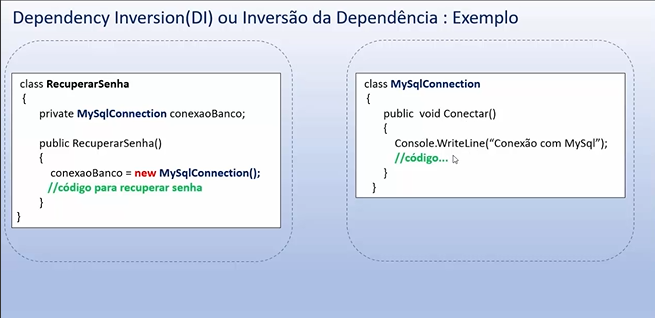 Dependency Inversion(DI) ou Inversão da Dependência : Exemplo
class RecuperarSenha
{
private MySqlConnection conexaoBanco;
public RecuperarSenha()
{
conexaoBanco = new MySqlConnection();
//código para recuperar senha
}
}
class MySqlConnection
{
public void Conectar()
{
Console.WriteLine(“Conexão com MySql”);
//código...
}
}